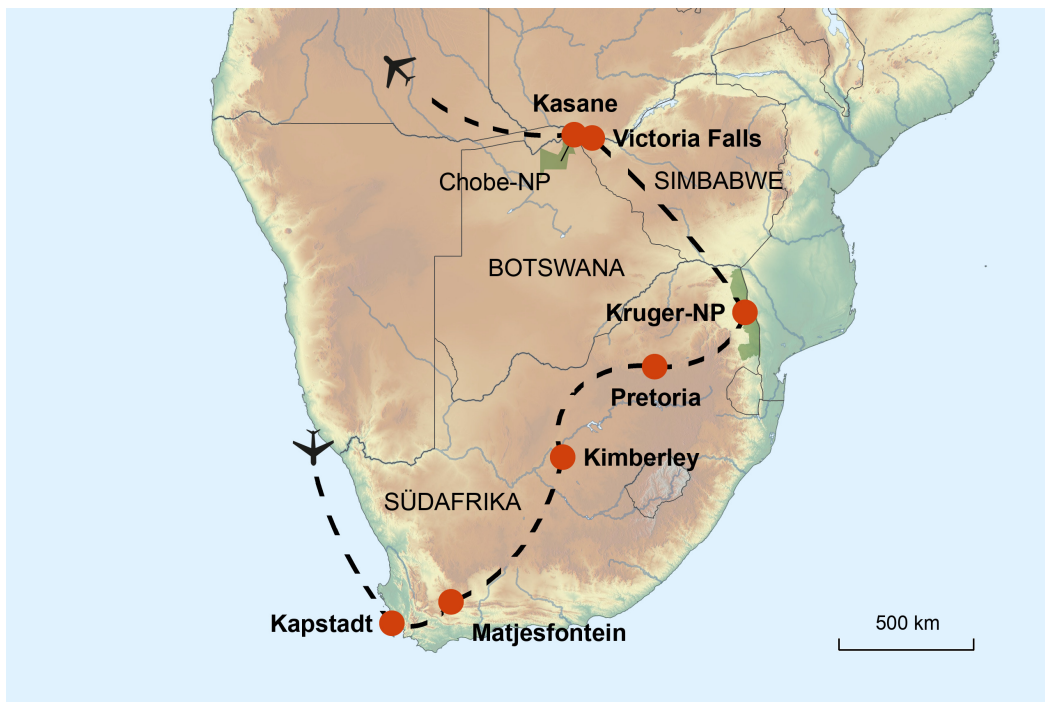 Kasane
Victoria Falls
Chobe-NP
SIMBABWE
BOTSWANA
Kruger-NP
Pretoria
Kimberley
SÜDAFRIKA
Kapstadt
Matjesfontein
500 km